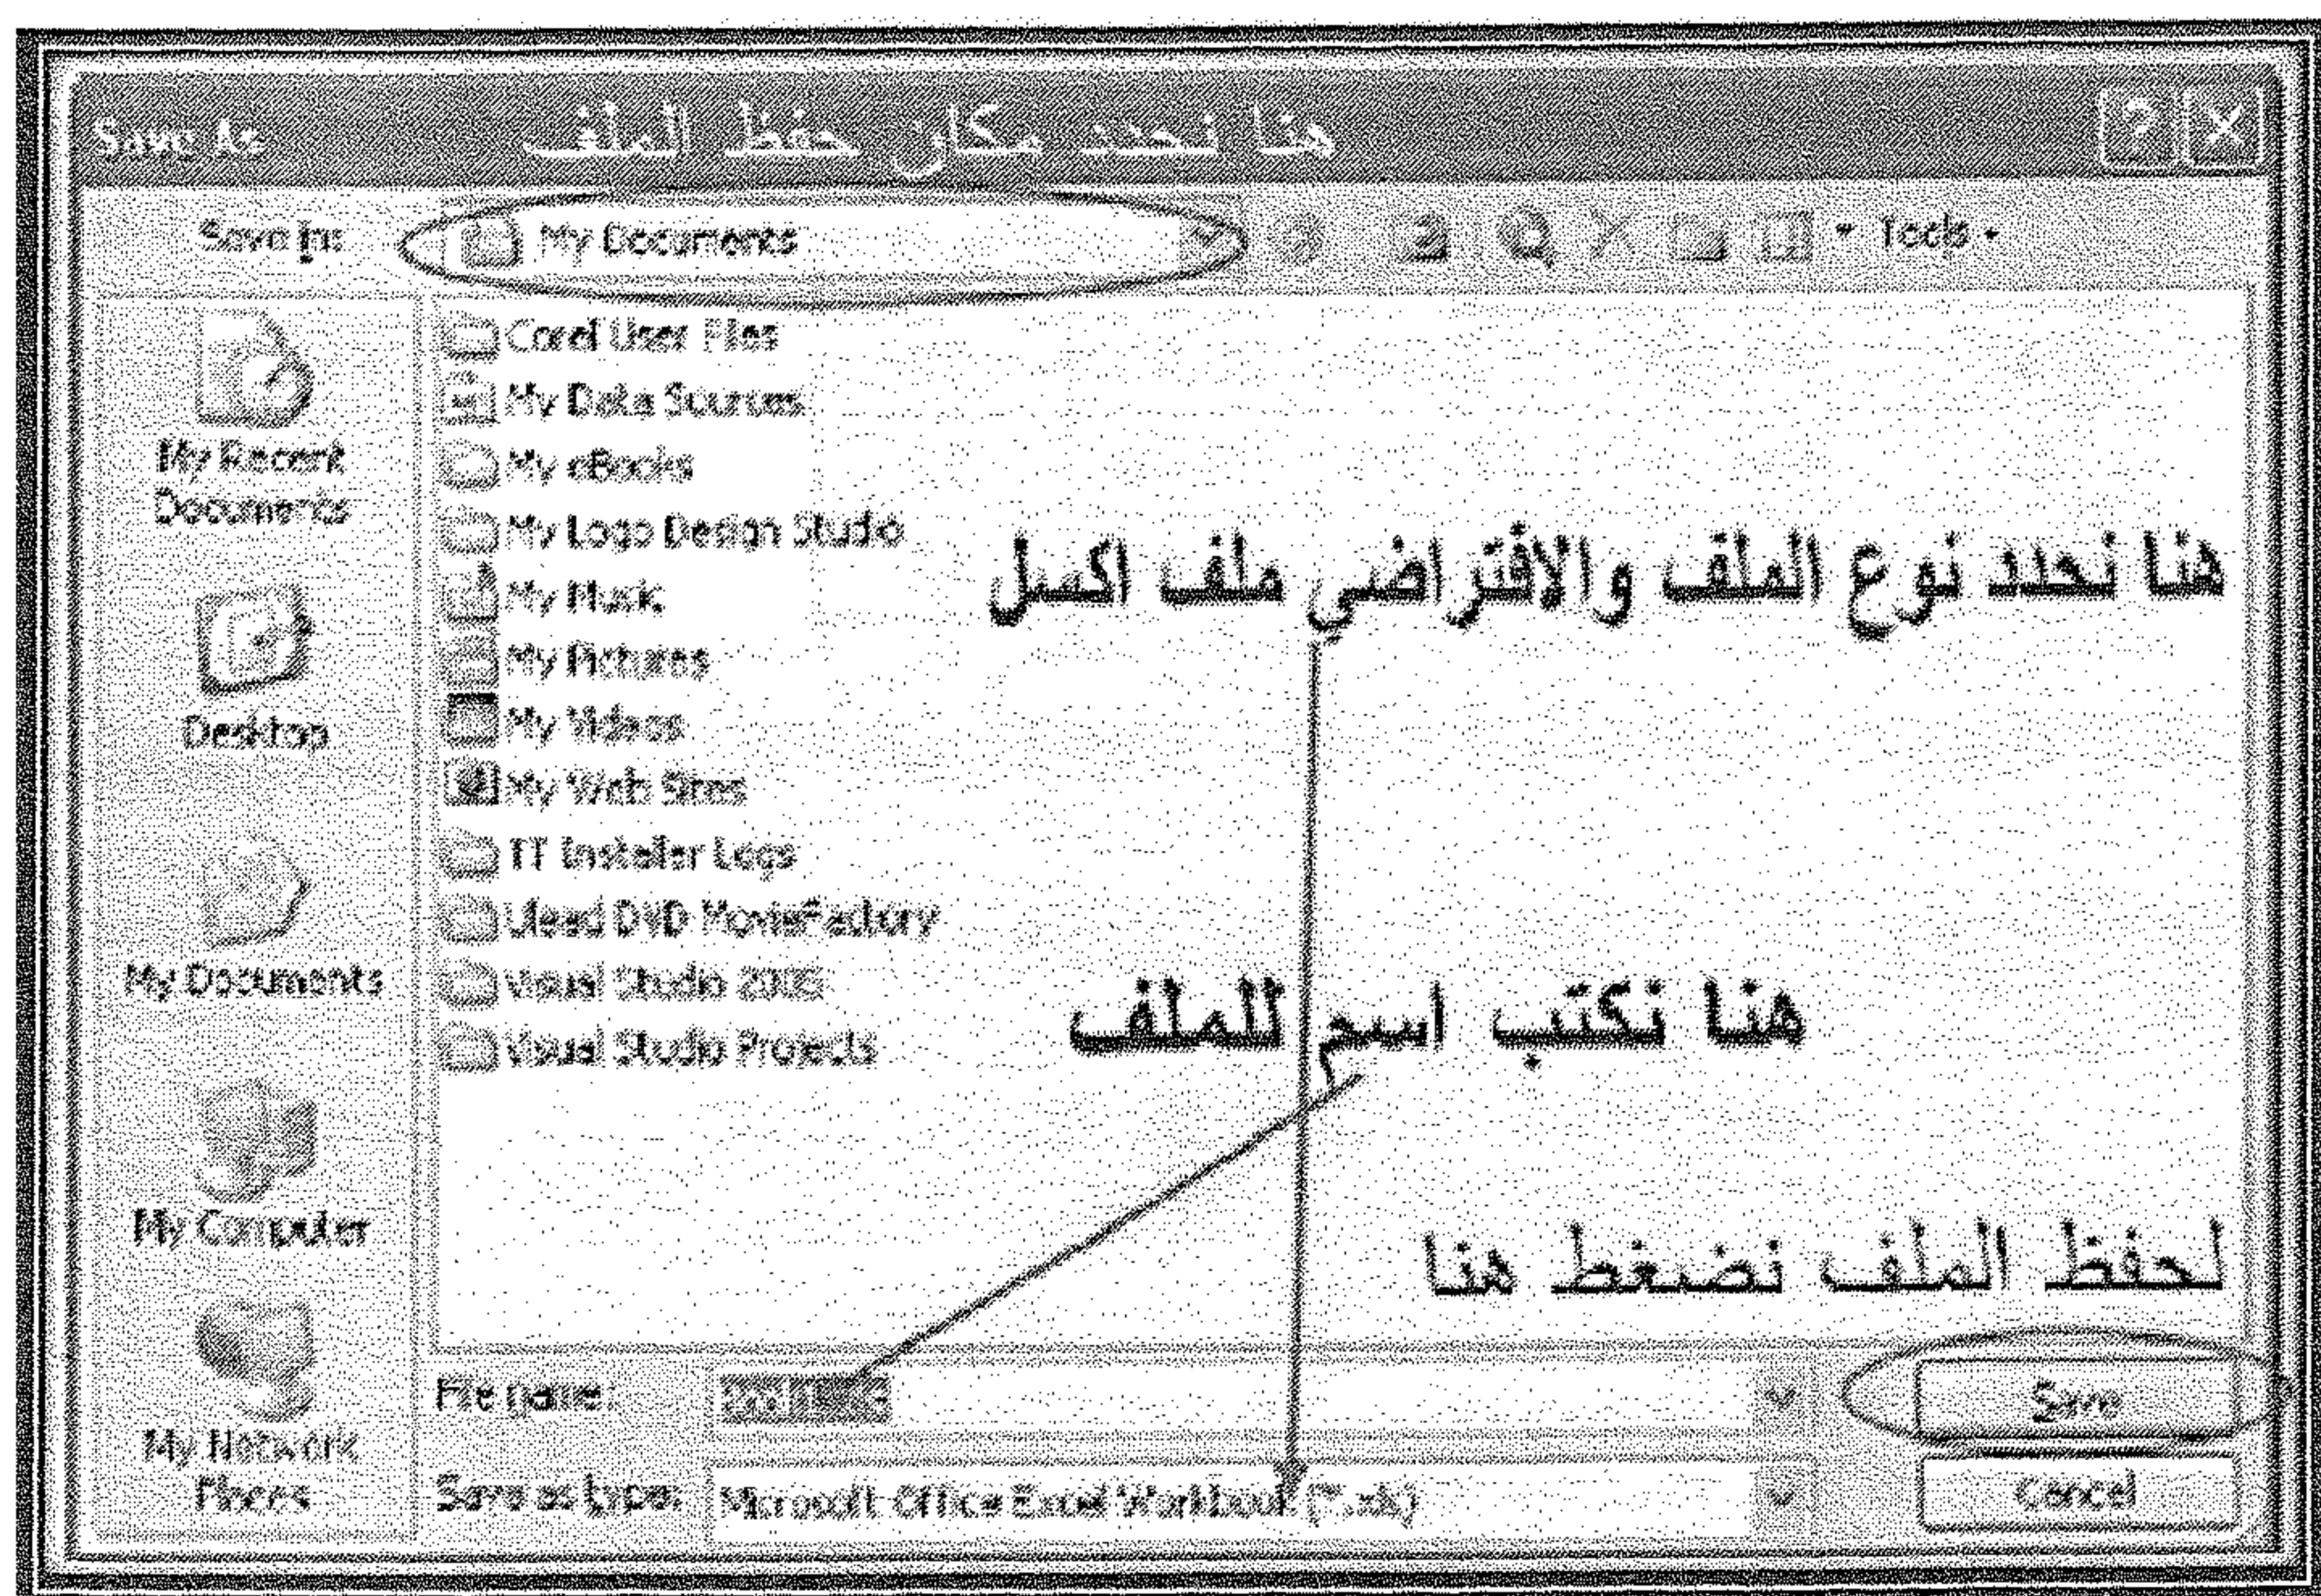 Save As
هنا نحدد مكان حفظ الملف
Save in:
My Documents
Tools
My Recent
Documents
Desktop
My Documents
My Computer
My Network
Places
Corel User Files
My Data Sources
My eBooks
My Logo Design Studio
My Music
My Pictures
My Videos
My Web Sites
TT Installer Logs
Ulead DVD MovieFactory
Visual Studio 2005
Visual Studio Projects
هنا نحدد نوع الملف والافتراضي ملف اكسل
هنا نكتب اسم للملف
لحفظ الملف نضغط هنا
File name:
Save
Save as type:
Microsoft Office Excel Workbook (*.xls)
Cancel